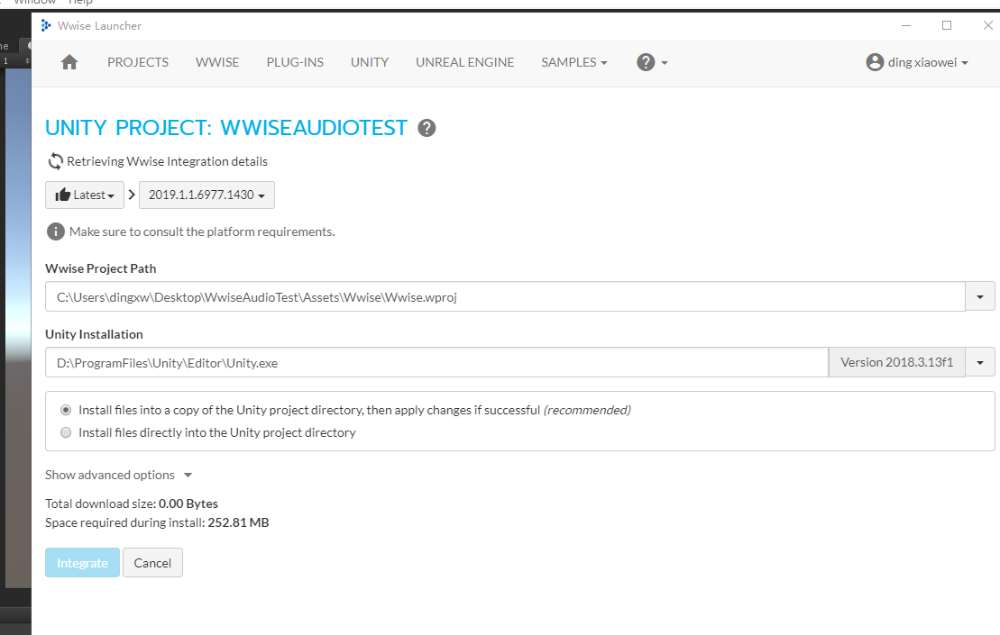 Window Help
Wwise Launcher
1
PROJECTS WWISE PLUG-INS UNITY UNREAL ENGINE SAMPLES ? ding xiaowei
UNITY PROJECT: WWISEAUDIOTEST ?
Retrieving Wwise Integration details
Latest > 2019.1.1.6977.1430
i Make sure to consult the platform requirements.
Wwise Project Path
C:\Users\dingxw\Desktop\WwiseAudioTest\Assets\Wwise\Wwise.wproj
Unity Installation
D:\ProgramFiles\Unity\Editor\Unity.exe Version 2018.3.13f1
Install files into a copy of the Unity project directory, then apply changes if successful (recommended)
Install files directly into the Unity project directory
Show advanced options
Total download size: 0.00 Bytes
Space required during install: 252.81 MB
Integrate Cancel